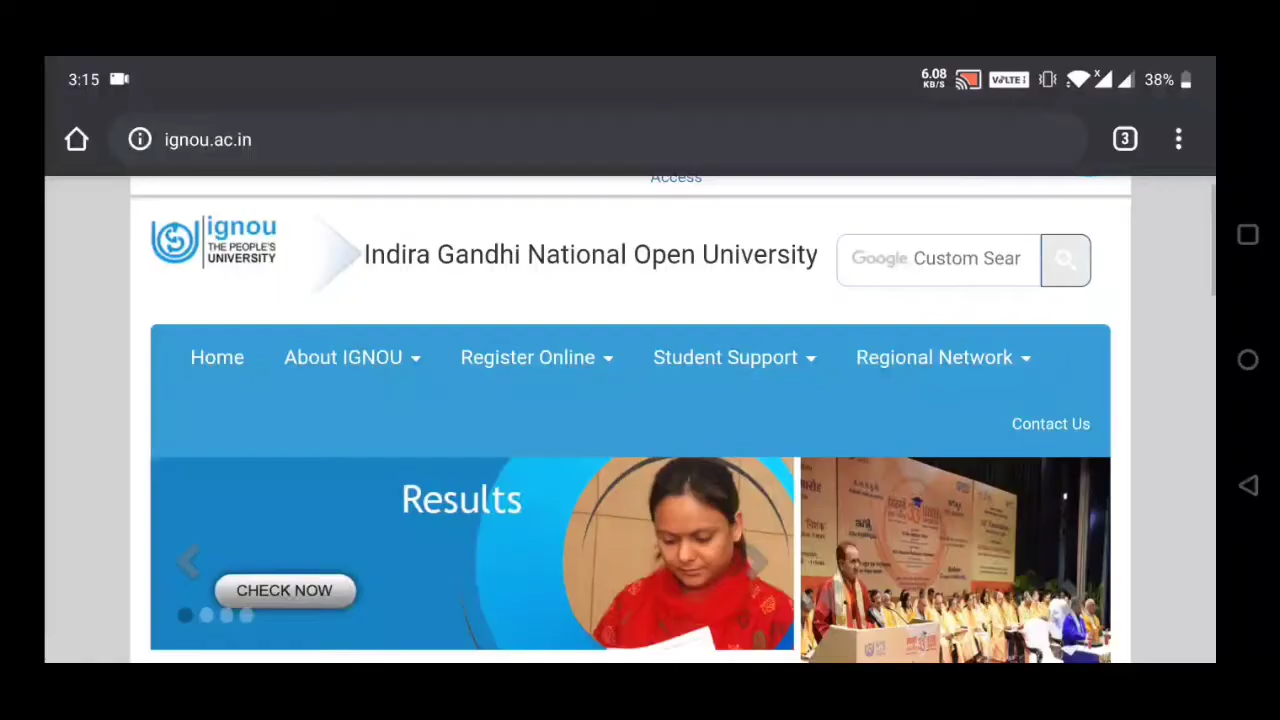 3:15
6.08
KB/S
VoLTE
38%
ignou.ac.in
3
Access
ignou
THE PEOPLE'S
UNIVERSITY
Indira Gandhi National Open University
Google Custom Sear
Home
About IGNOU
Register Online
Student Support
Regional Network
Contact Us
Results
CHECK NOW